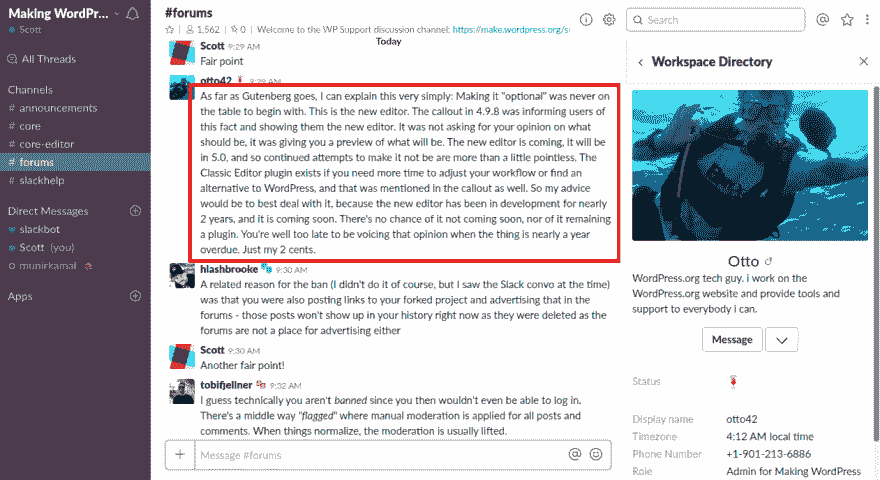 Making WordPr...
Scott
All Threads
Channels
# announcements
# core
# core-editor
# forums
# slackhelp
Direct Messages
slackbot
Scott (you)
munirkamal
Apps
#forums
1,562 | 0 | Welcome to the WP Support discussion channel: https://make.wordpress.org/s
Search
Today
Scott 9:29 AM
Fair point
otto42 9:29 AM
As far as Gutenberg goes, I can explain this very simply: Making it "optional" was never on
the table to begin with. This is the new editor. The callout in 4.9.8 was informing users of
this fact and showing them the new editor. It was not asking for your opinion on what
should be, it was giving you a preview of what will be. The new editor is coming, it will be
in 5.0, and so continued attempts to make it not be are more than a little pointless. The
Classic Editor plugin exists if you need more time to adjust your workflow or find an
alternative to WordPress, and that was mentioned in the callout as well. So my advice
would be to best deal with it, because the new editor has been in development for nearly
2 years, and it is coming soon. There's no chance of it not coming soon, nor of it remaining
a plugin. You're well too late to be voicing that opinion when the thing is nearly a year
overdue. Just my 2 cents.
hlashbrooke 9:30 AM
A related reason for the ban (I didn't do it of course, but I saw the Slack convo at the time)
was that you were also posting links to your forked project and advertising that in the
forums - those posts won't show up in your history right now as they were deleted as the
forums are not a place for advertising either
Scott 9:30 AM
Another fair point!
tobifjellner 9:32 AM
I guess technically you aren't banned since you then wouldn't even be able to log in.
There's a middle way "flagged" where manual moderation is applied for all posts and
comments. When things normalize, the moderation is usually lifted.
Message #forums
Workspace Directory
Otto
WordPress.org tech guy. i work on the
WordPress.org website and provide tools and
support to everybody i can.
Message
Status
Display name otto42
Timezone 4:12 AM local time
Phone Number +1-901-213-6886
Role Admin for Making WordPress